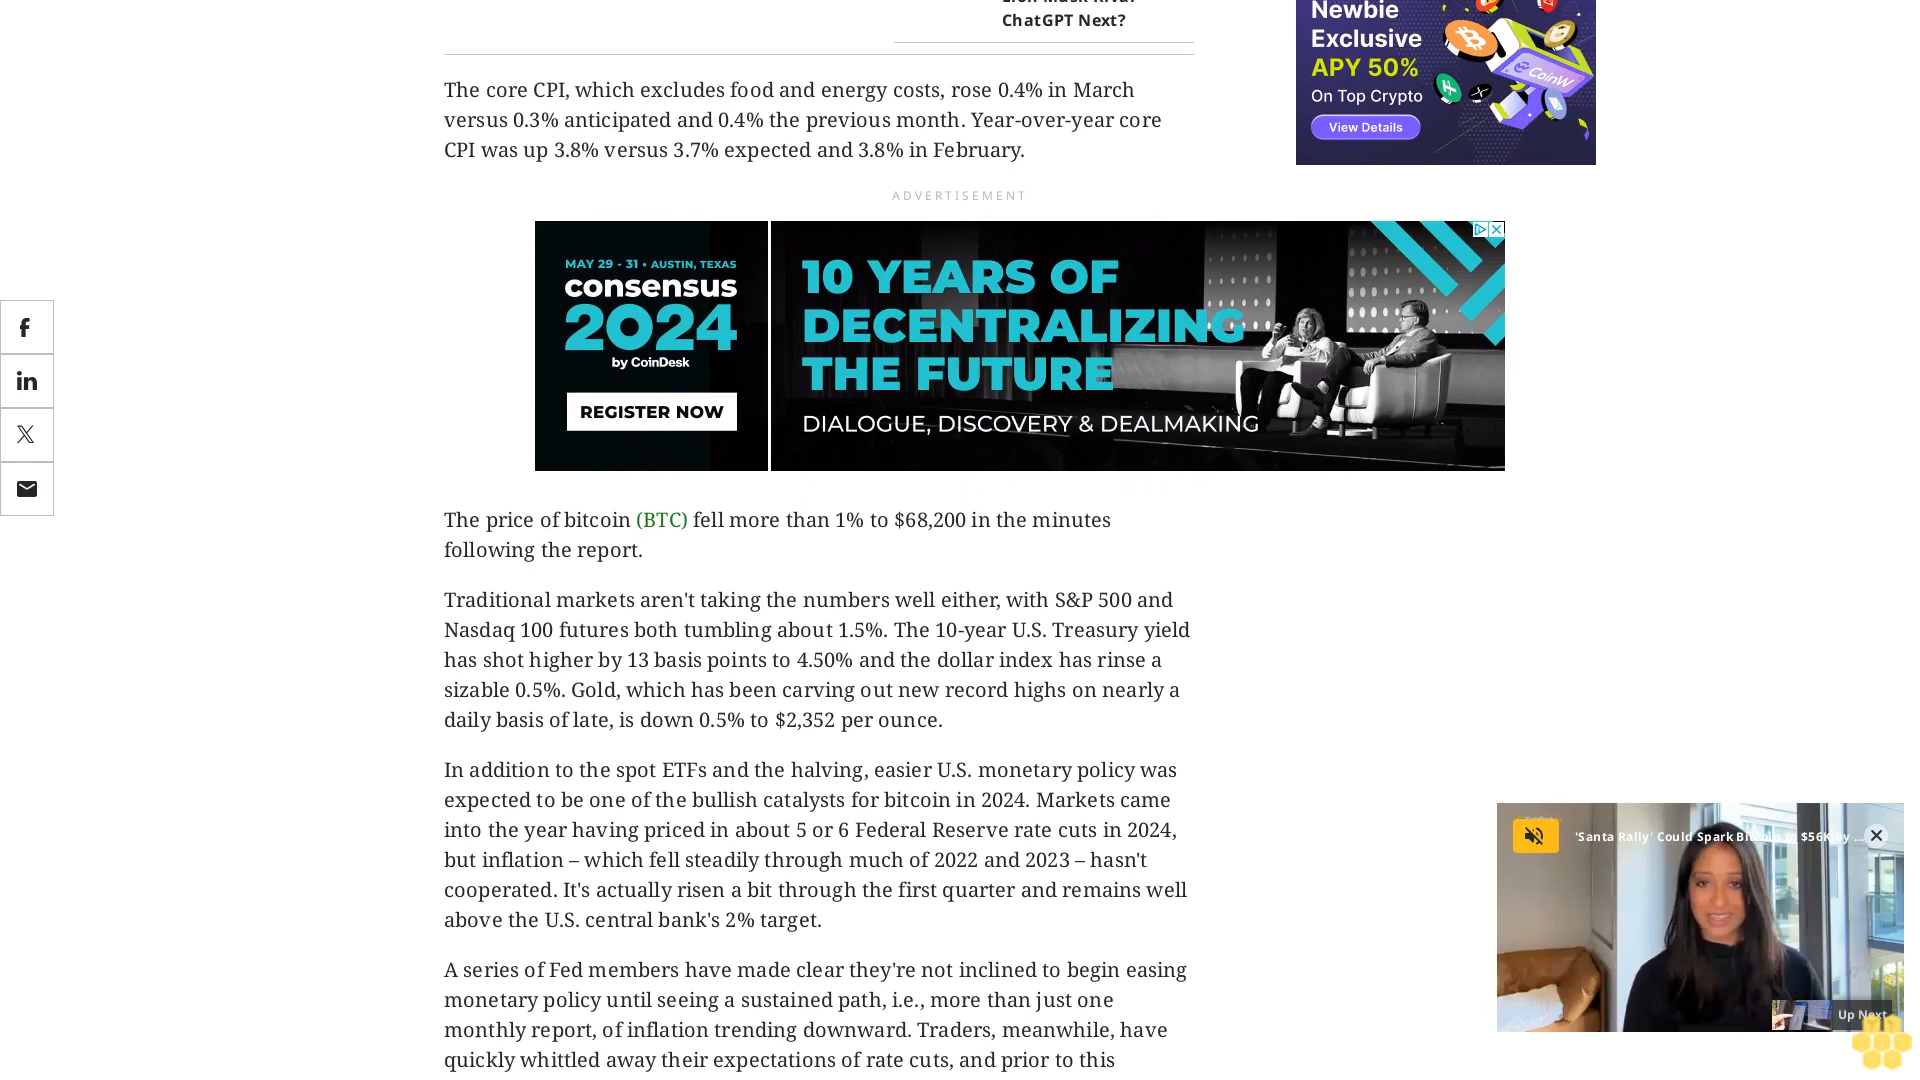 ChatGPT Next?
Newbie
Exclusive
APY 50%
On Top Crypto
View Details
CoinW
The core CPI, which excludes food and energy costs, rose 0.4% in March
versus 0.3% anticipated and 0.4% the previous month. Year-over-year core
CPI was up 3.8% versus 3.7% expected and 3.8% in February.
ADVERTISEMENT
MAY 29 - 31 • AUSTIN, TEXAS
consensus
2024
by CoinDesk
REGISTER NOW
10 YEARS OF
DECENTRALIZING
THE FUTURE
DIALOGUE, DISCOVERY & DEALMAKING
f
in
X
The price of bitcoin (BTC) fell more than 1% to $68,200 in the minutes
following the report.
Traditional markets aren't taking the numbers well either, with S&P 500 and
Nasdaq 100 futures both tumbling about 1.5%. The 10-year U.S. Treasury yield
has shot higher by 13 basis points to 4.50% and the dollar index has rinse a
sizable 0.5%. Gold, which has been carving out new record highs on nearly a
daily basis of late, is down 0.5% to $2,352 per ounce.
In addition to the spot ETFs and the halving, easier U.S. monetary policy was
expected to be one of the bullish catalysts for bitcoin in 2024. Markets came
into the year having priced in about 5 or 6 Federal Reserve rate cuts in 2024,
but inflation – which fell steadily through much of 2022 and 2023 – hasn't
cooperated. It's actually risen a bit through the first quarter and remains well
above the U.S. central bank's 2% target.
A series of Fed members have made clear they're not inclined to begin easing
monetary policy until seeing a sustained path, i.e., more than just one
monthly report, of inflation trending downward. Traders, meanwhile, have
quickly whittled away their expectations of rate cuts, and prior to this
'Santa Rally' Could Spark Bitcoin to $56K by ...
Up Next